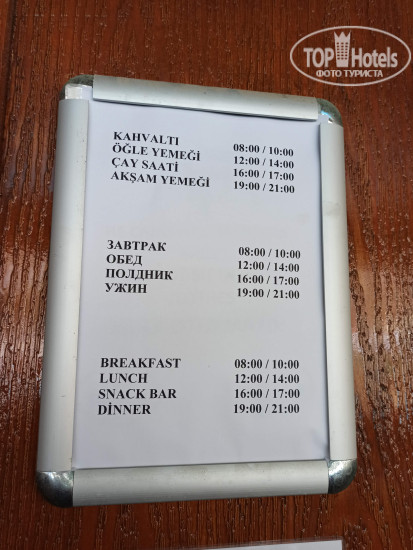 TOP Hotels
ФОТО ТУРИСТА
KAHVALTI 08:00 / 10:00
ÖĞLE YEMEĞİ 12:00 / 14:00
ÇAY SAATİ 16:00 / 17:00
AKŞAM YEMEĞİ 19:00 / 21:00
ЗАВТРАК 08:00 / 10:00
ОБЕД 12:00 / 14:00
ПОЛДНИК 16:00 / 17:00
УЖИН 19:00 / 21:00
BREAKFAST 08:00 / 10:00
LUNCH 12:00 / 14:00
SNACK BAR 16:00 / 17:00
DİNNER 19:00 / 21:00